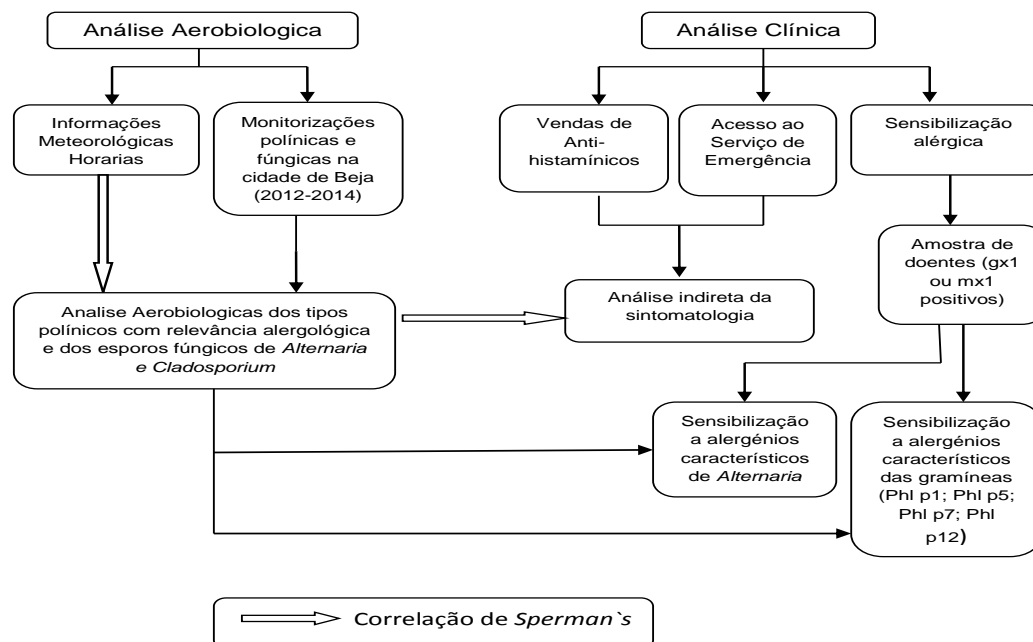 Análise Aerobiologica
Análise Clínica
Informações
Meteorológicas
Horarias
Monitorizações
polínicas e
fúngicas na
cidade de Beja
(2012-2014)
Vendas de
Anti-
histamínicos
Acesso ao
Serviço de
Emergência
Sensibilização
alérgica
Analise Aerobiologicas dos tipos
polínicos com relevância alergológica
e dos esporos fúngicos de Alternaria
e Cladosporium
Análise indireta da
sintomatologia
Amostra de
doentes (gx1
ou mx1
positivos)
Sensibilização
a alergénios
característicos
de Alternaria
Sensibilização
a alergénios
característicos
das gramíneas
(Phl p1; Phl p5;
Phl p7; Phl
p12)
Correlação de Sperman`s